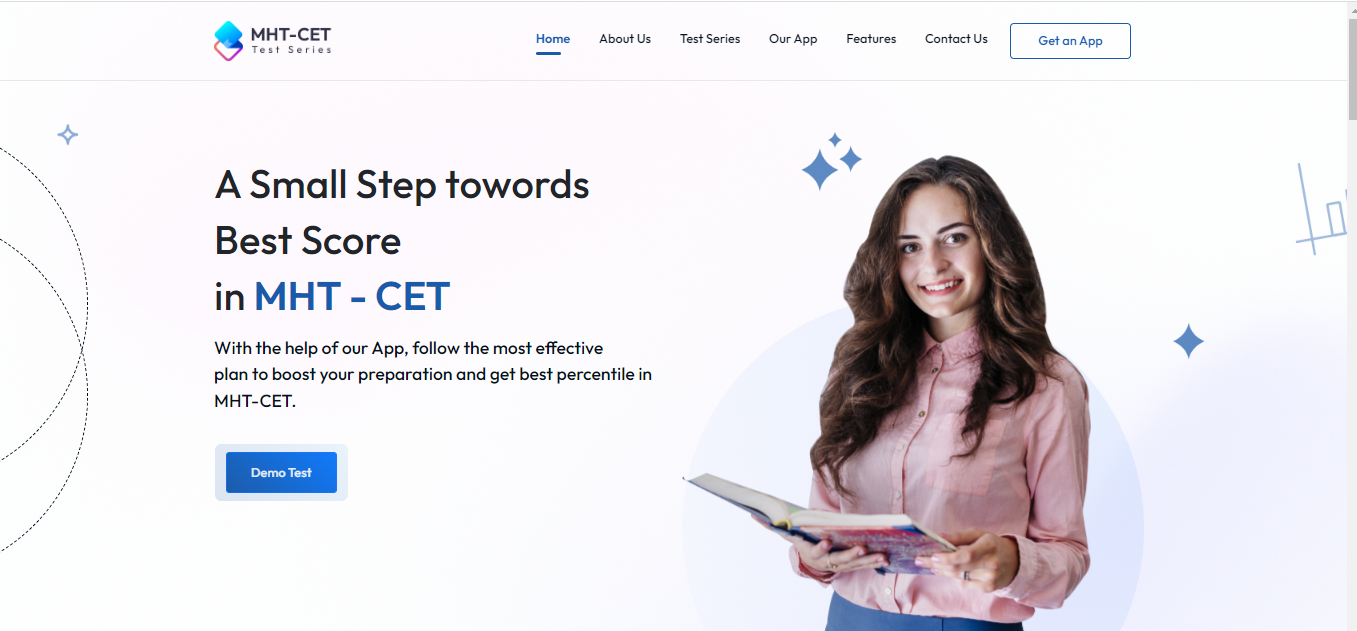 MHT-CET
Test Series
Home
About Us
Test Series
Our App
Features
Contact Us
Get an App
A Small Step towords
Best Score
in MHT - CET
With the help of our App, follow the most effective
plan to boost your preparation and get best percentile in
MHT-CET.
Demo Test